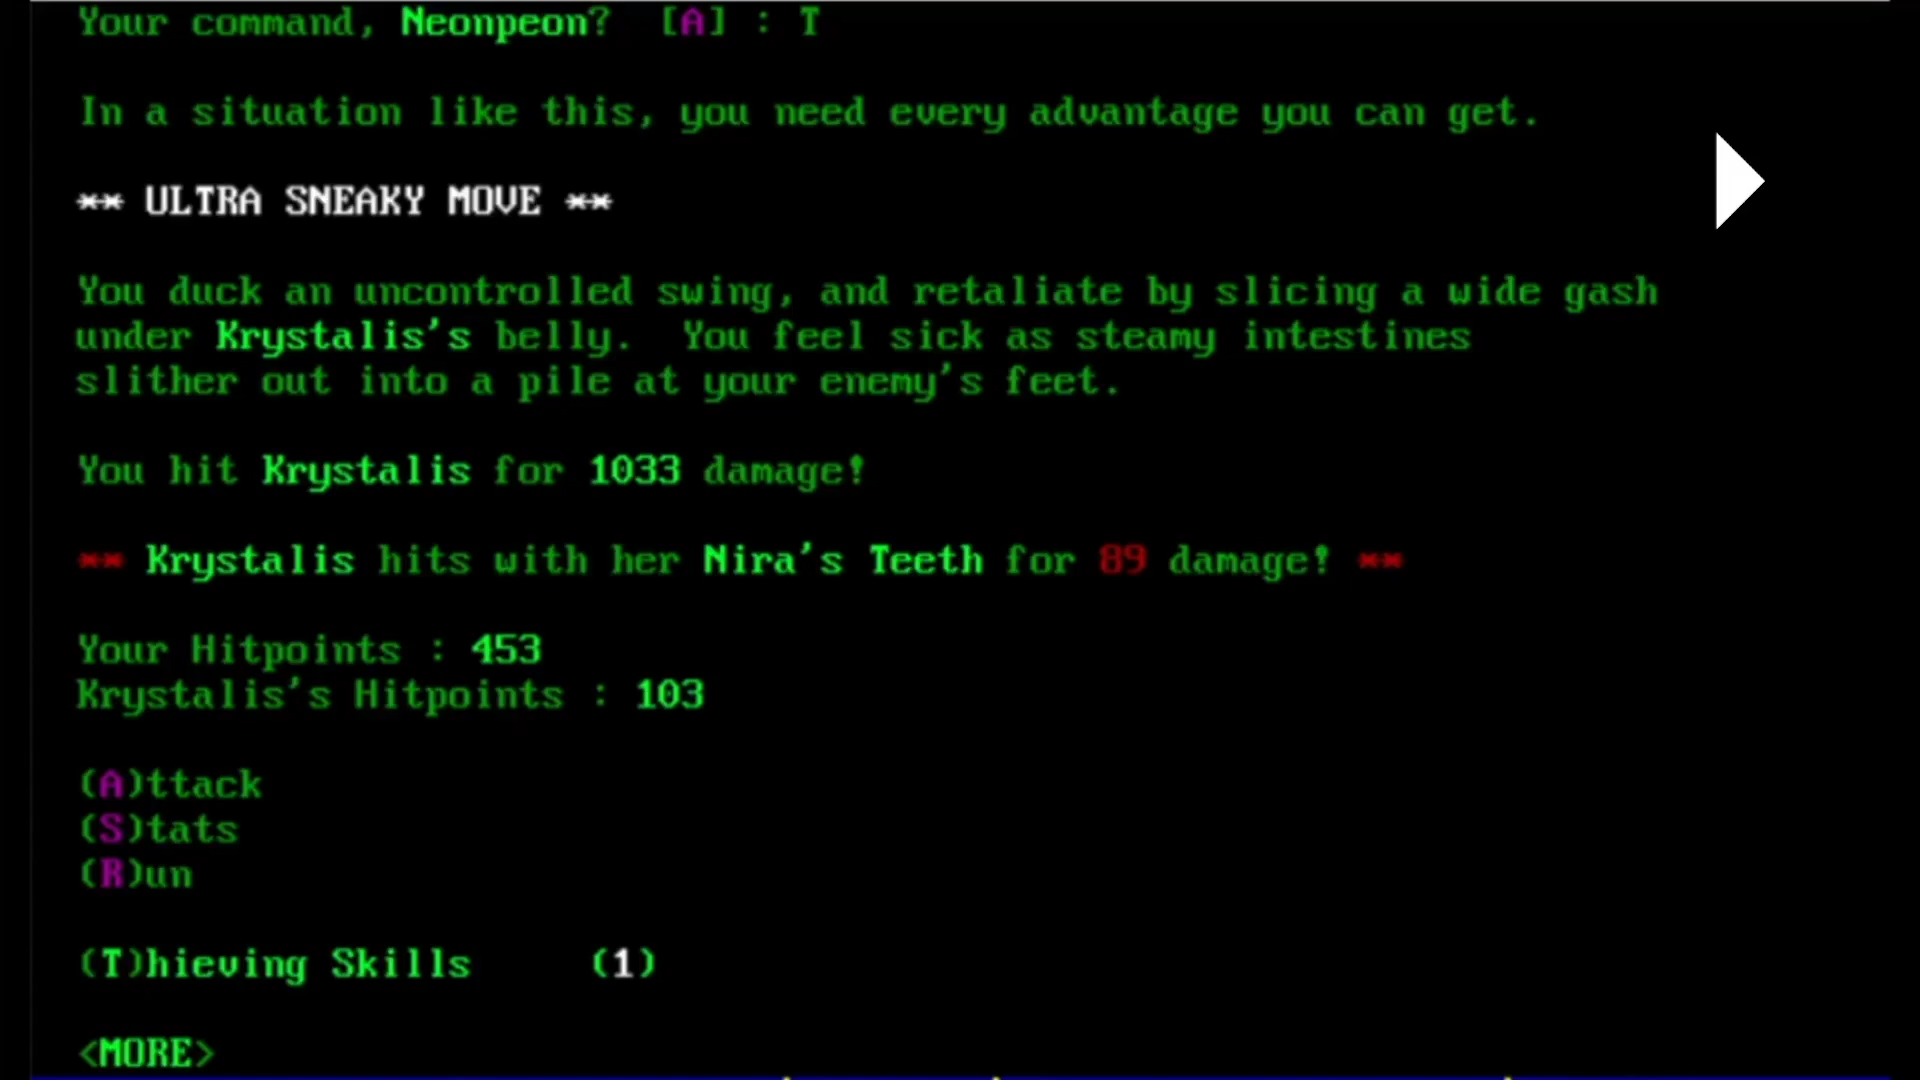 Your command, Neonpeon?  [A] : T
In a situation like this, you need every advantage you can get.
** ULTRA SNEAKY MOVE **
You duck an uncontrolled swing, and retaliate by slicing a wide gash
under Krystalis's belly.  You feel sick as steamy intestines
slither out into a pile at your enemy's feet.
You hit Krystalis for 1033 damage!
** Krystalis hits with her Nira's Teeth for 89 damage! **
Your Hitpoints : 453
Krystalis's Hitpoints : 103
(A)ttack
(S)tats
(R)un
(T)hieving Skills     (1)
<MORE>